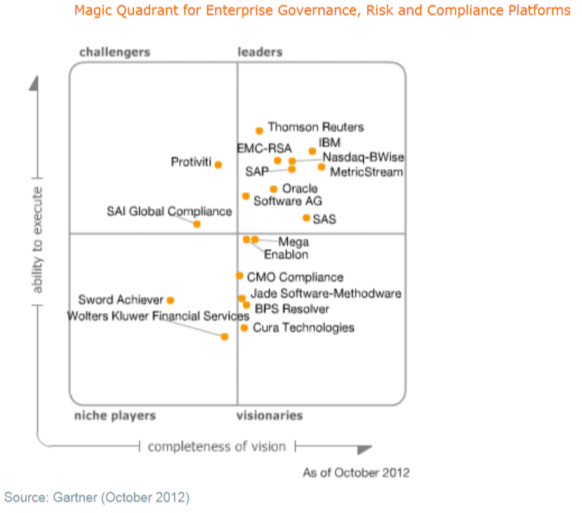 Magic Quadrant for Enterprise Governance, Risk and Compliance Platforms
challengers
leaders
Thomson Reuters
IBM
EMC-RSA
Nasdaq-BWise
Protiviti
SAP
MetricStream
Oracle
Software AG
SAI Global Compliance
SAS
Mega
Enablon
CMO Compliance
Jade Software-Methodware
Sword Achiever
BPS Resolver
Wolters Kluwer Financial Services
Cura Technologies
ability to execute
niche players
visionaries
completeness of vision
As of October 2012
Source: Gartner (October 2012)